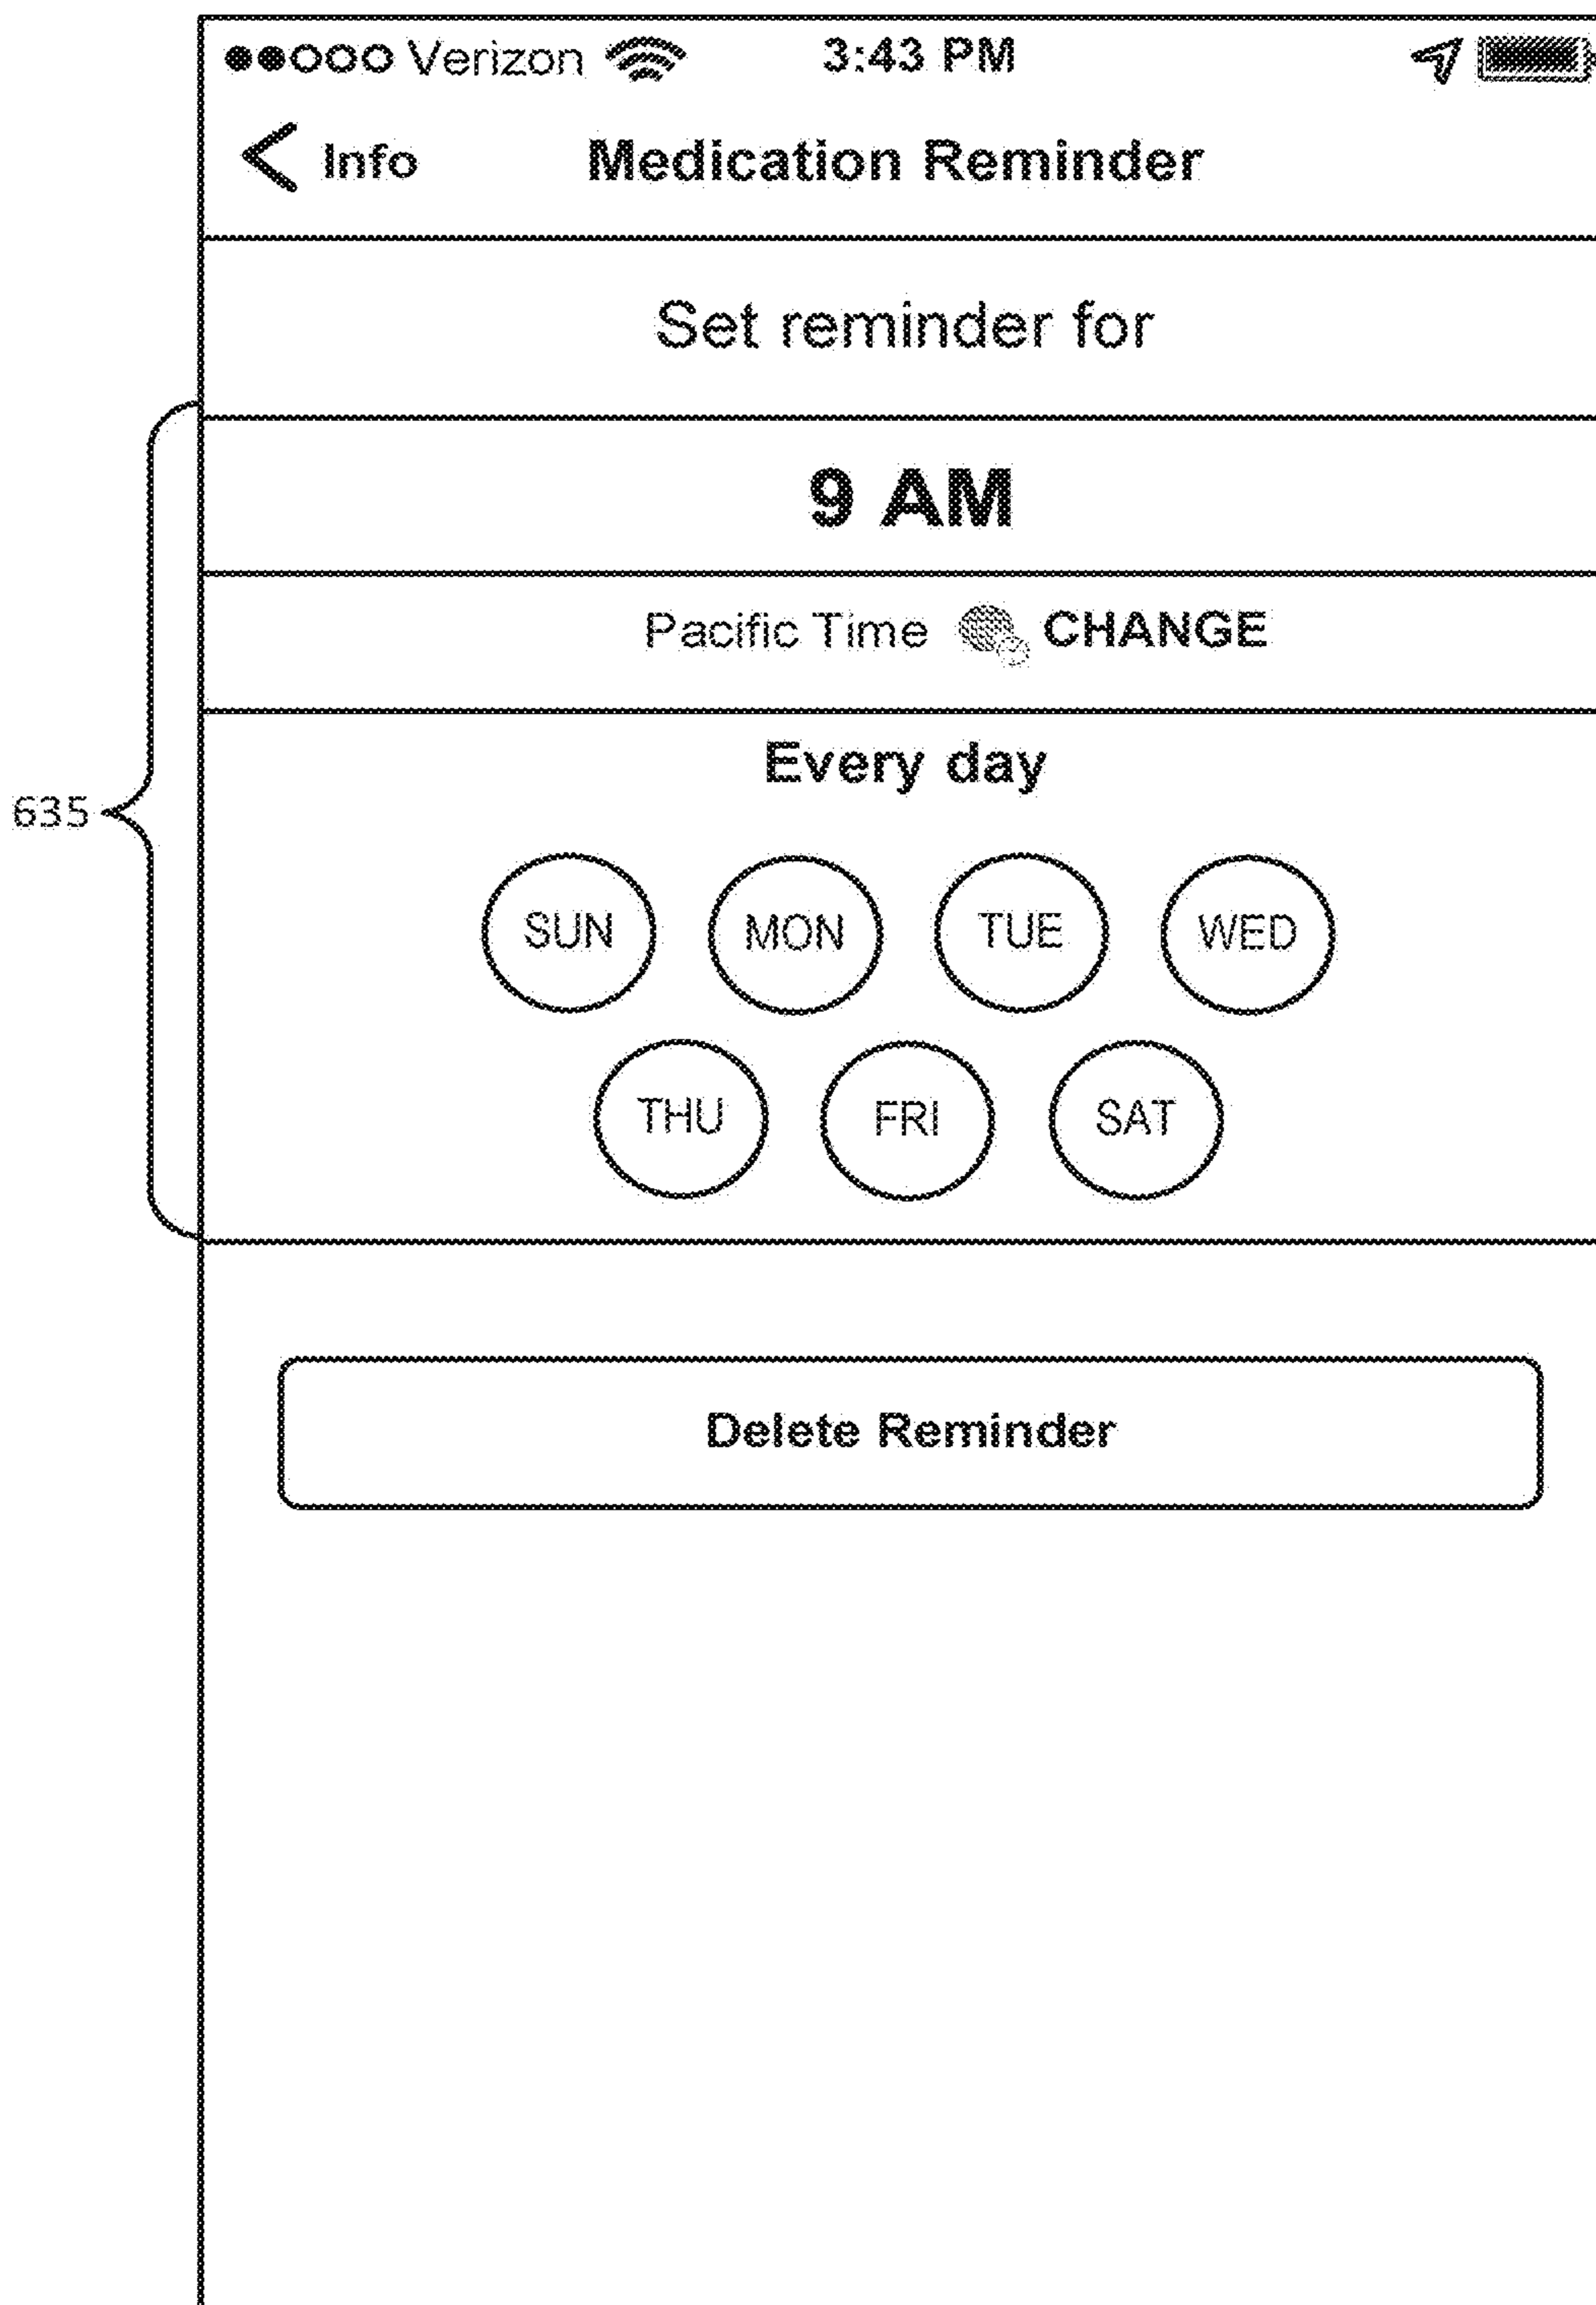 Verizon 3:43 PM
Info Medication Reminder
Set reminder for
9 AM
Pacific Time CHANGE
Every day
635
SUN MON TUE WED
THU FRI SAT
Delete Reminder